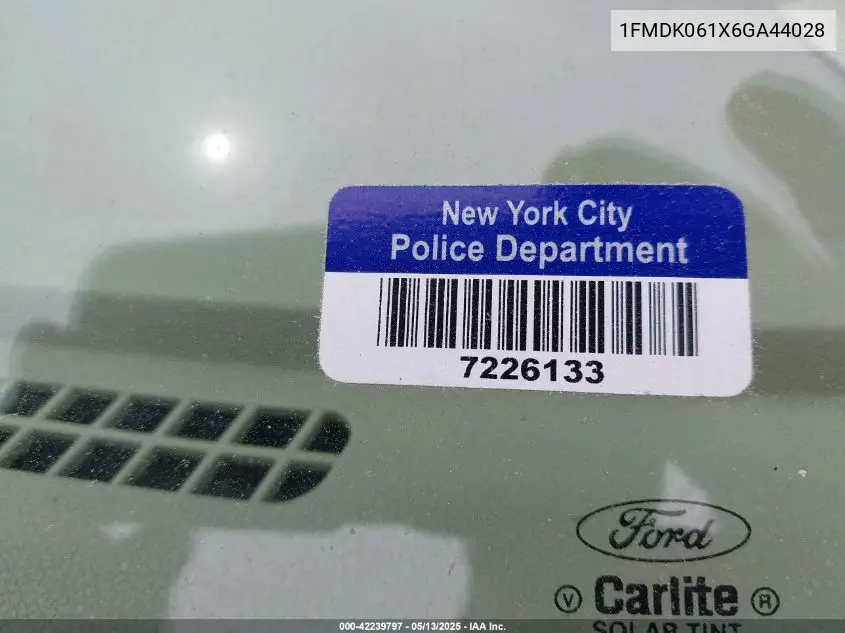 1FMDK061X6GA44028
New York City
Police Department
7226133
Ford
V Carlite R
SOLAR TINT
000-42239797 - 05/13/2025 - IAA Inc.